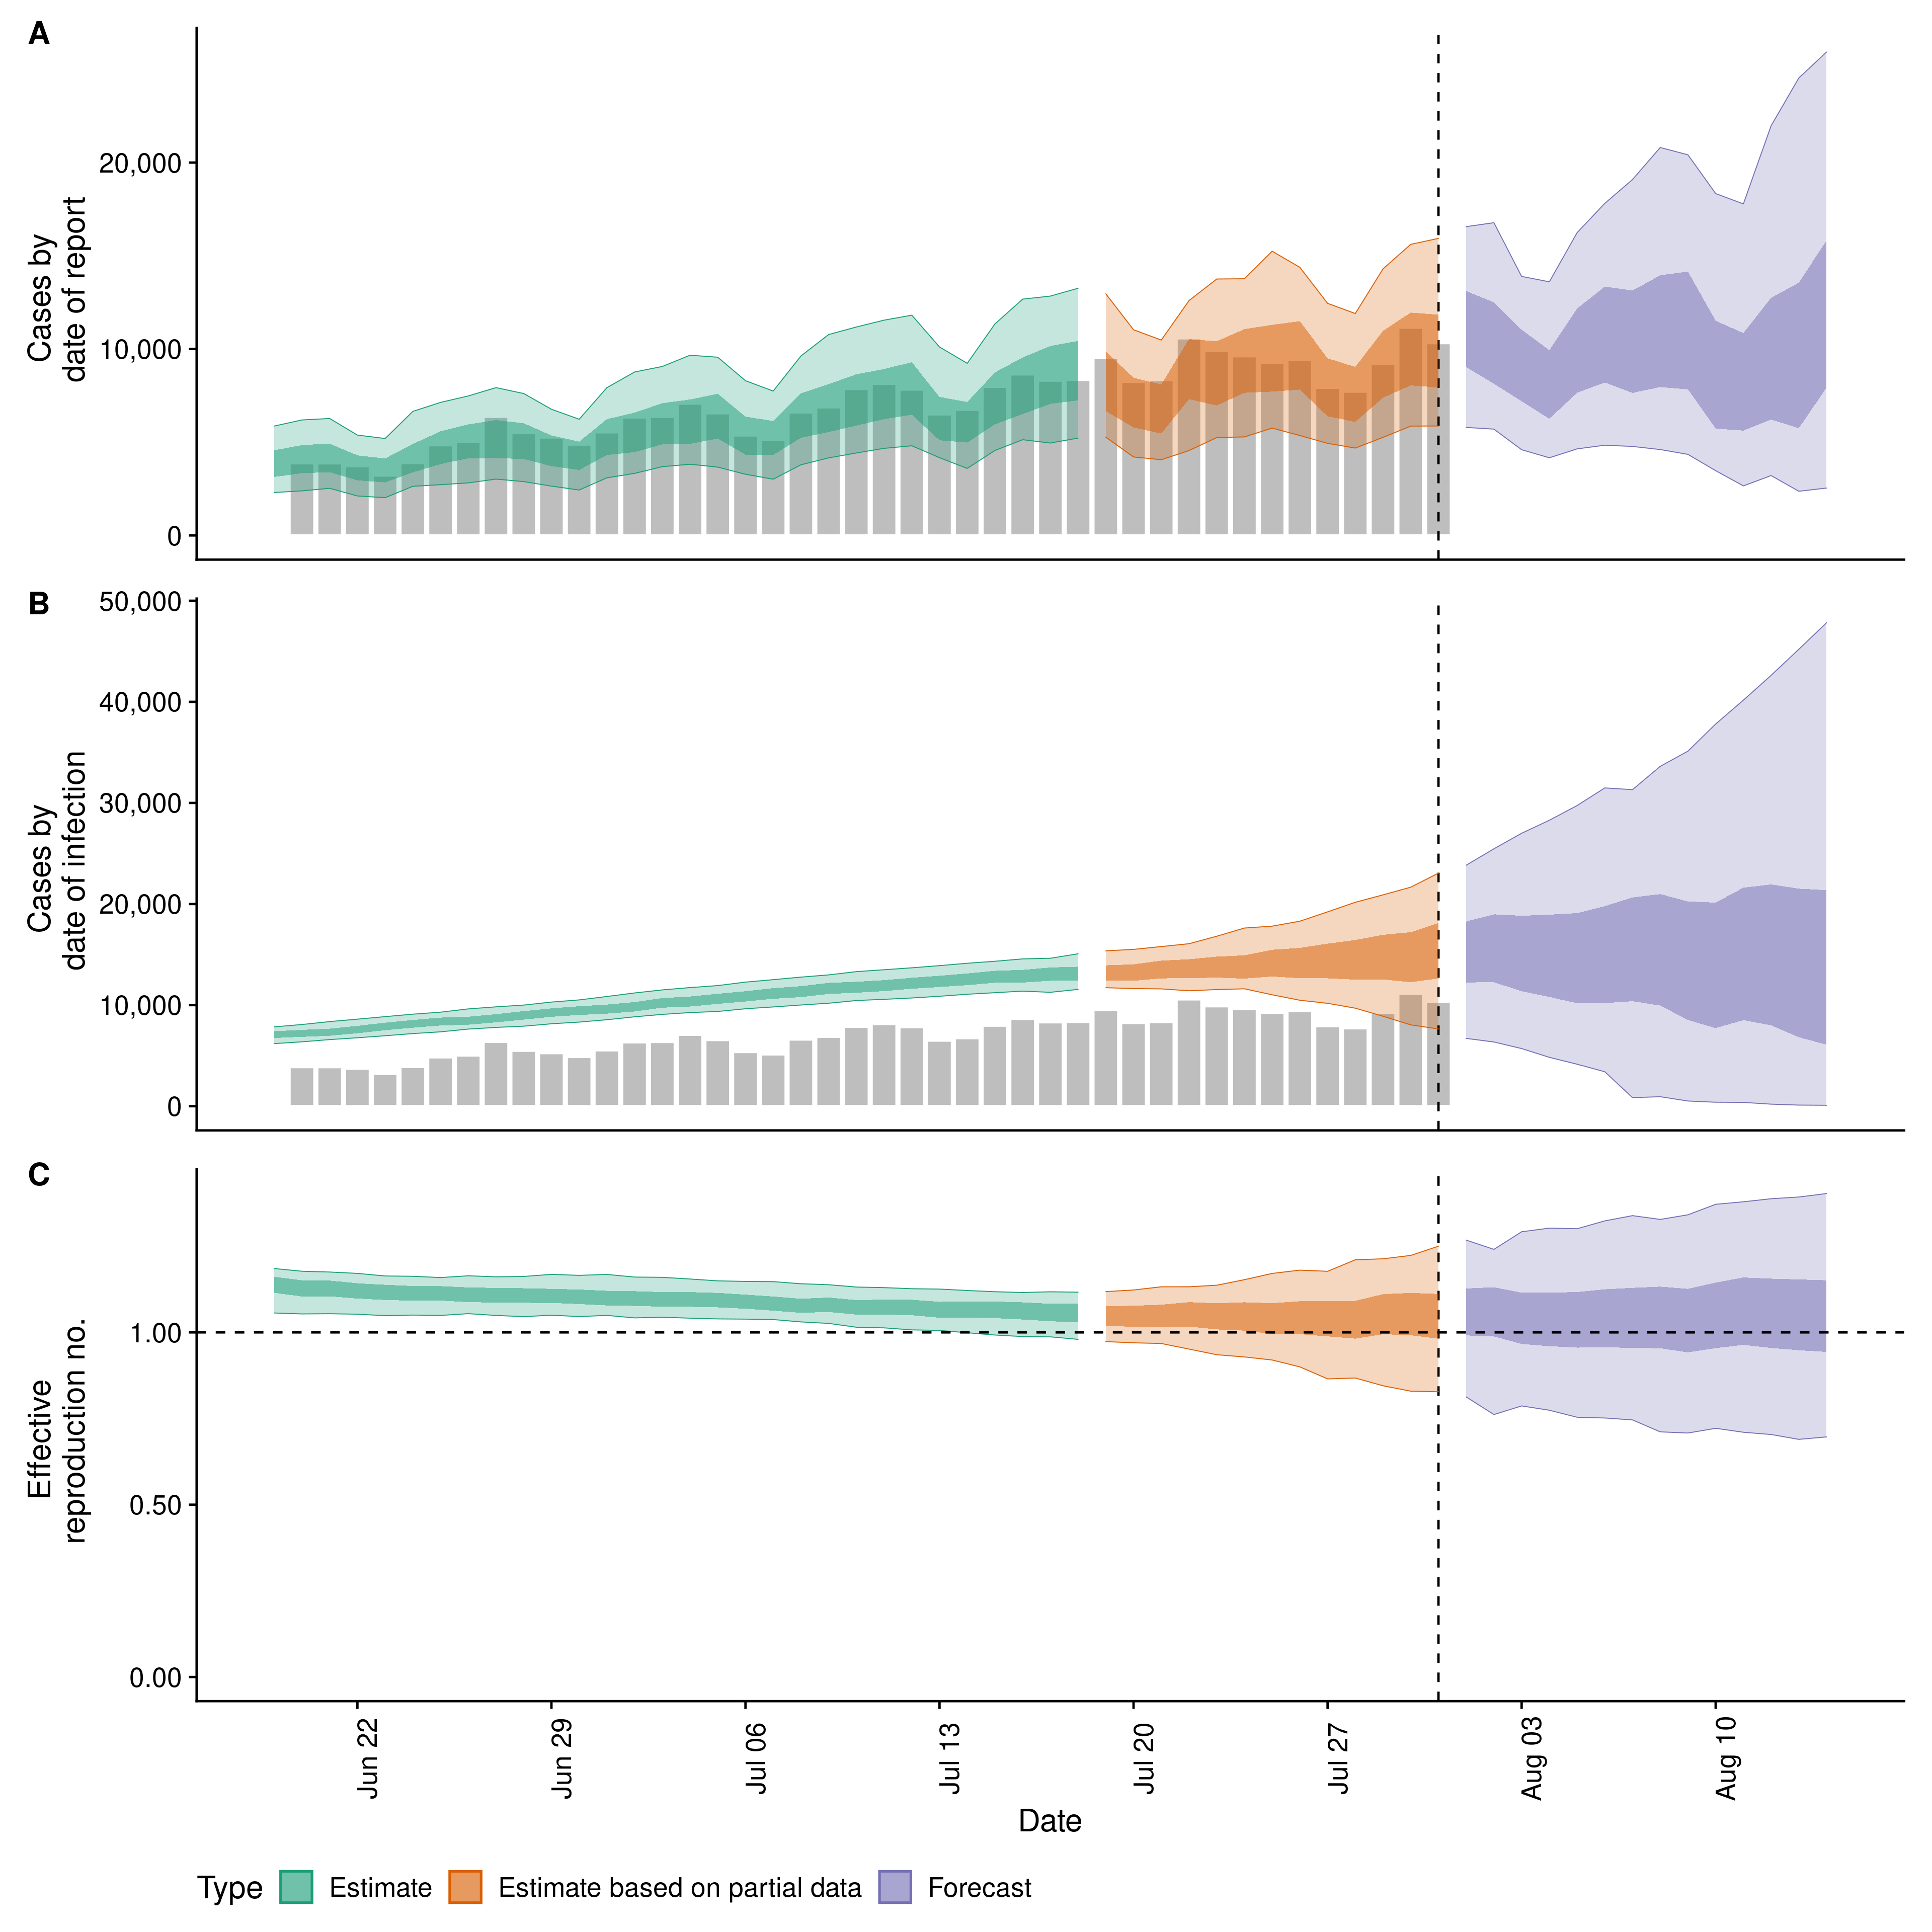 A
Cases by
date of report
20,000
10,000
0
B
Cases by
date of infection
50,000
40,000
30,000
20,000
10,000
0
C
Effective
reproduction no.
1.00
0.50
0.00
Jun 22
Jun 29
Jul 06
Jul 13
Jul 20
Jul 27
Aug 03
Aug 10
Date
Type Estimate Estimate based on partial data Forecast